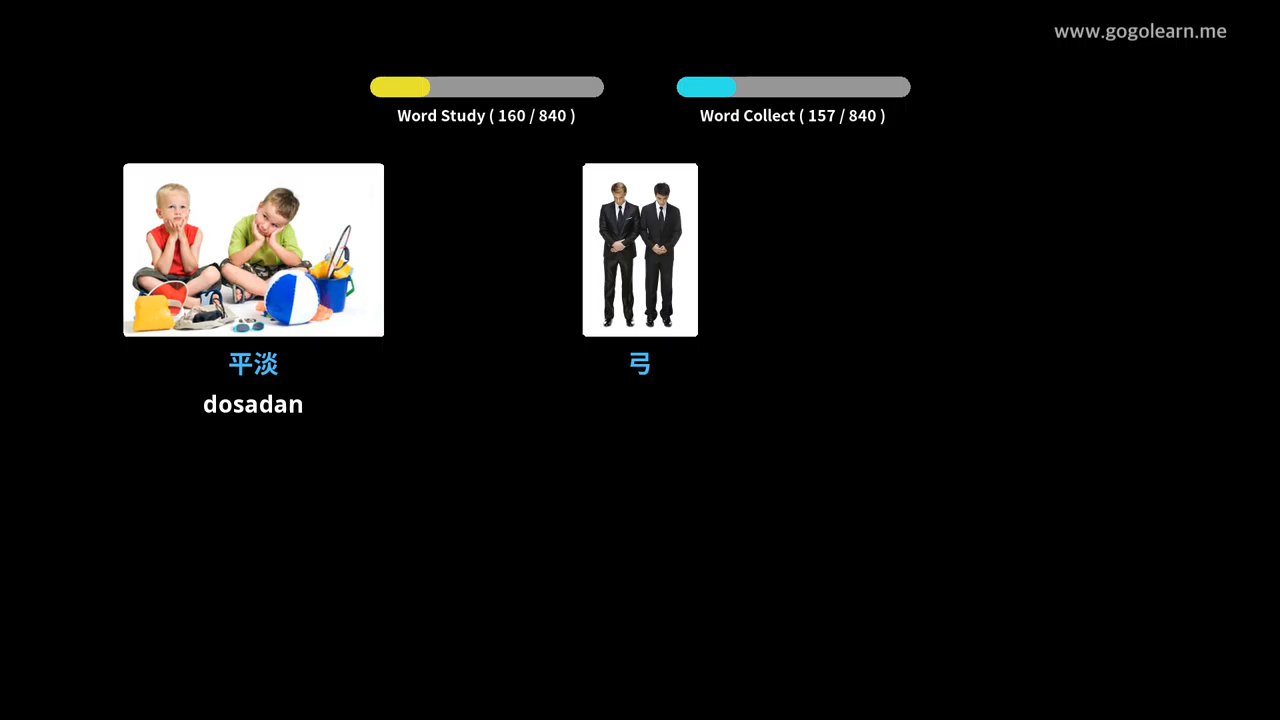 www.gogolearn.me
Word Study ( 160 / 840 )
Word Collect ( 157 / 840 )
平淡
弓
dosadan